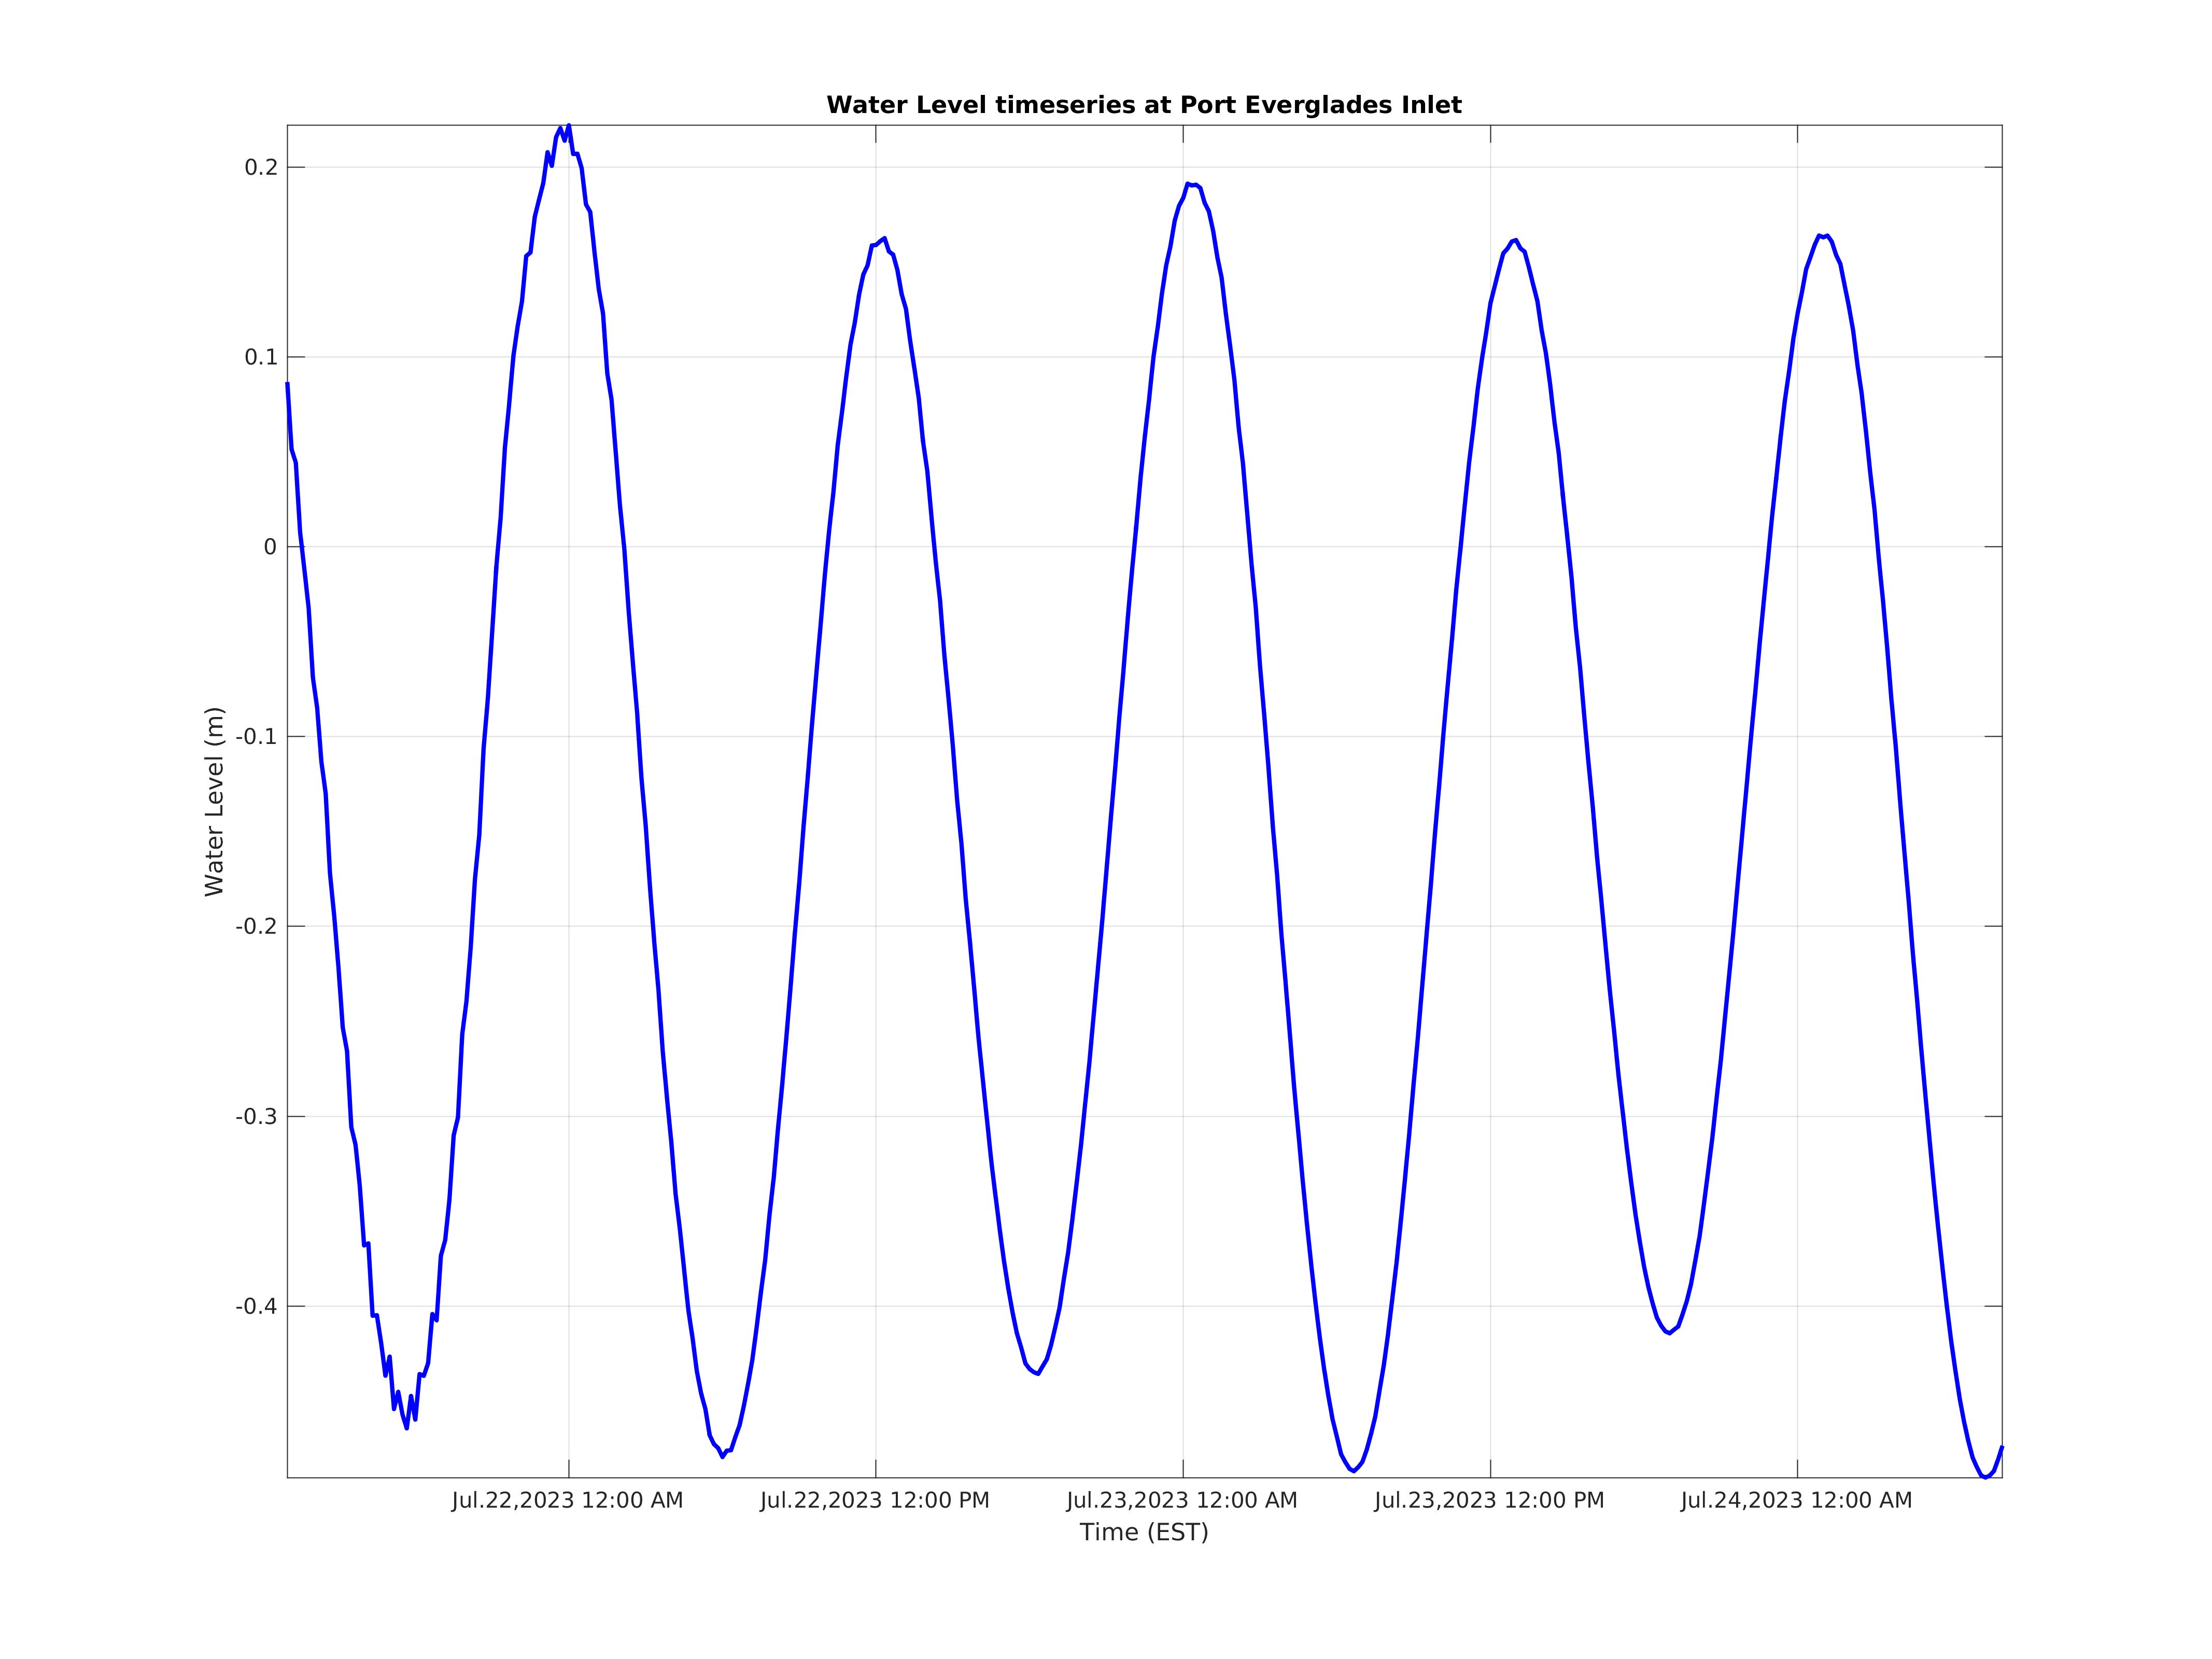 Water Level timeseries at Port Everglades Inlet
0.2
0.1
0
-0.1
-0.2
-0.3
-0.4
Water Level (m)
Jul.22,2023 12:00 AM
Jul.22,2023 12:00 PM
Jul.23,2023 12:00 AM
Jul.23,2023 12:00 PM
Jul.24,2023 12:00 AM
Time (EST)